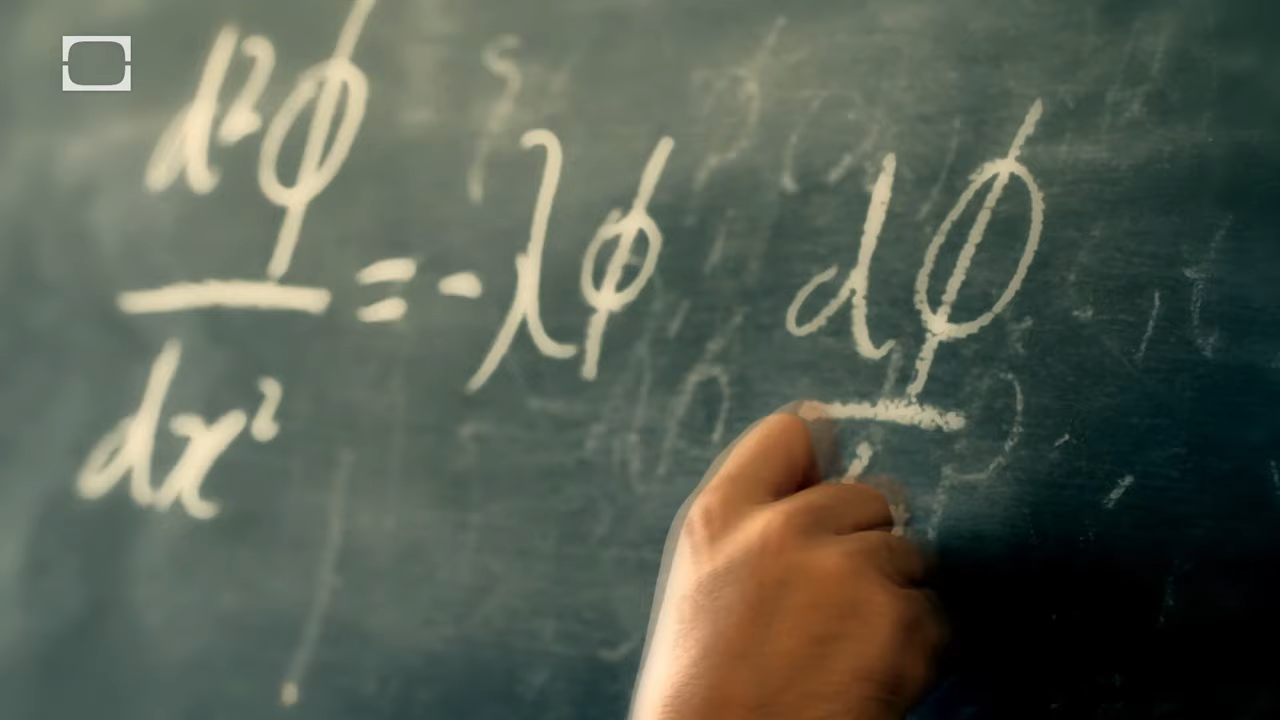 d²ϕ
dx² = -λϕ
dϕ